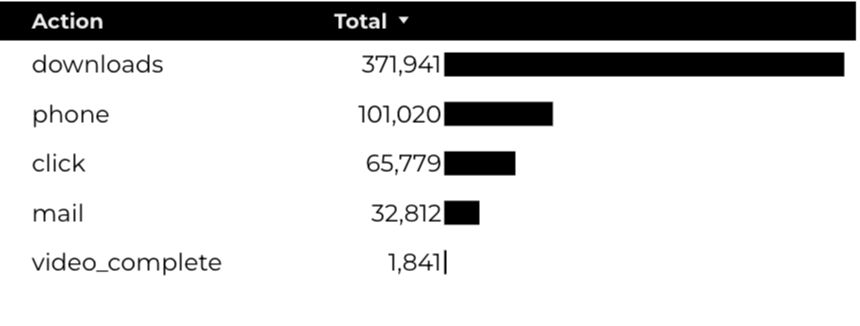 Action Total ▼
downloads 371,941
phone 101,020
click 65,779
mail 32,812
video_complete 1,841